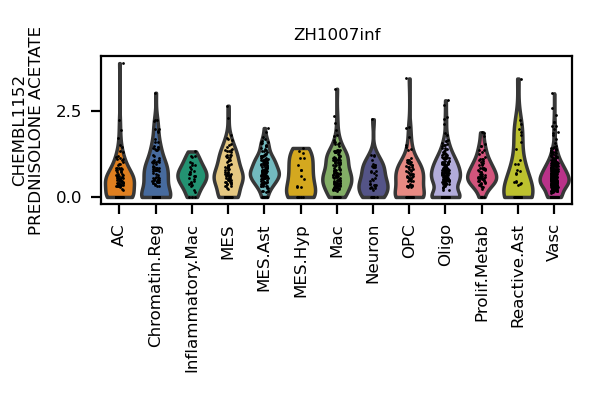 ZH1007inf
CHEMBL1152
PREDNISOLONE ACETATE
2.5
0.0
AC
Chromatin.Reg
Inflammatory.Mac
MES
MES.Ast
MES.Hyp
Mac
Neuron
OPC
Oligo
Prolif.Metab
Reactive.Ast
Vasc